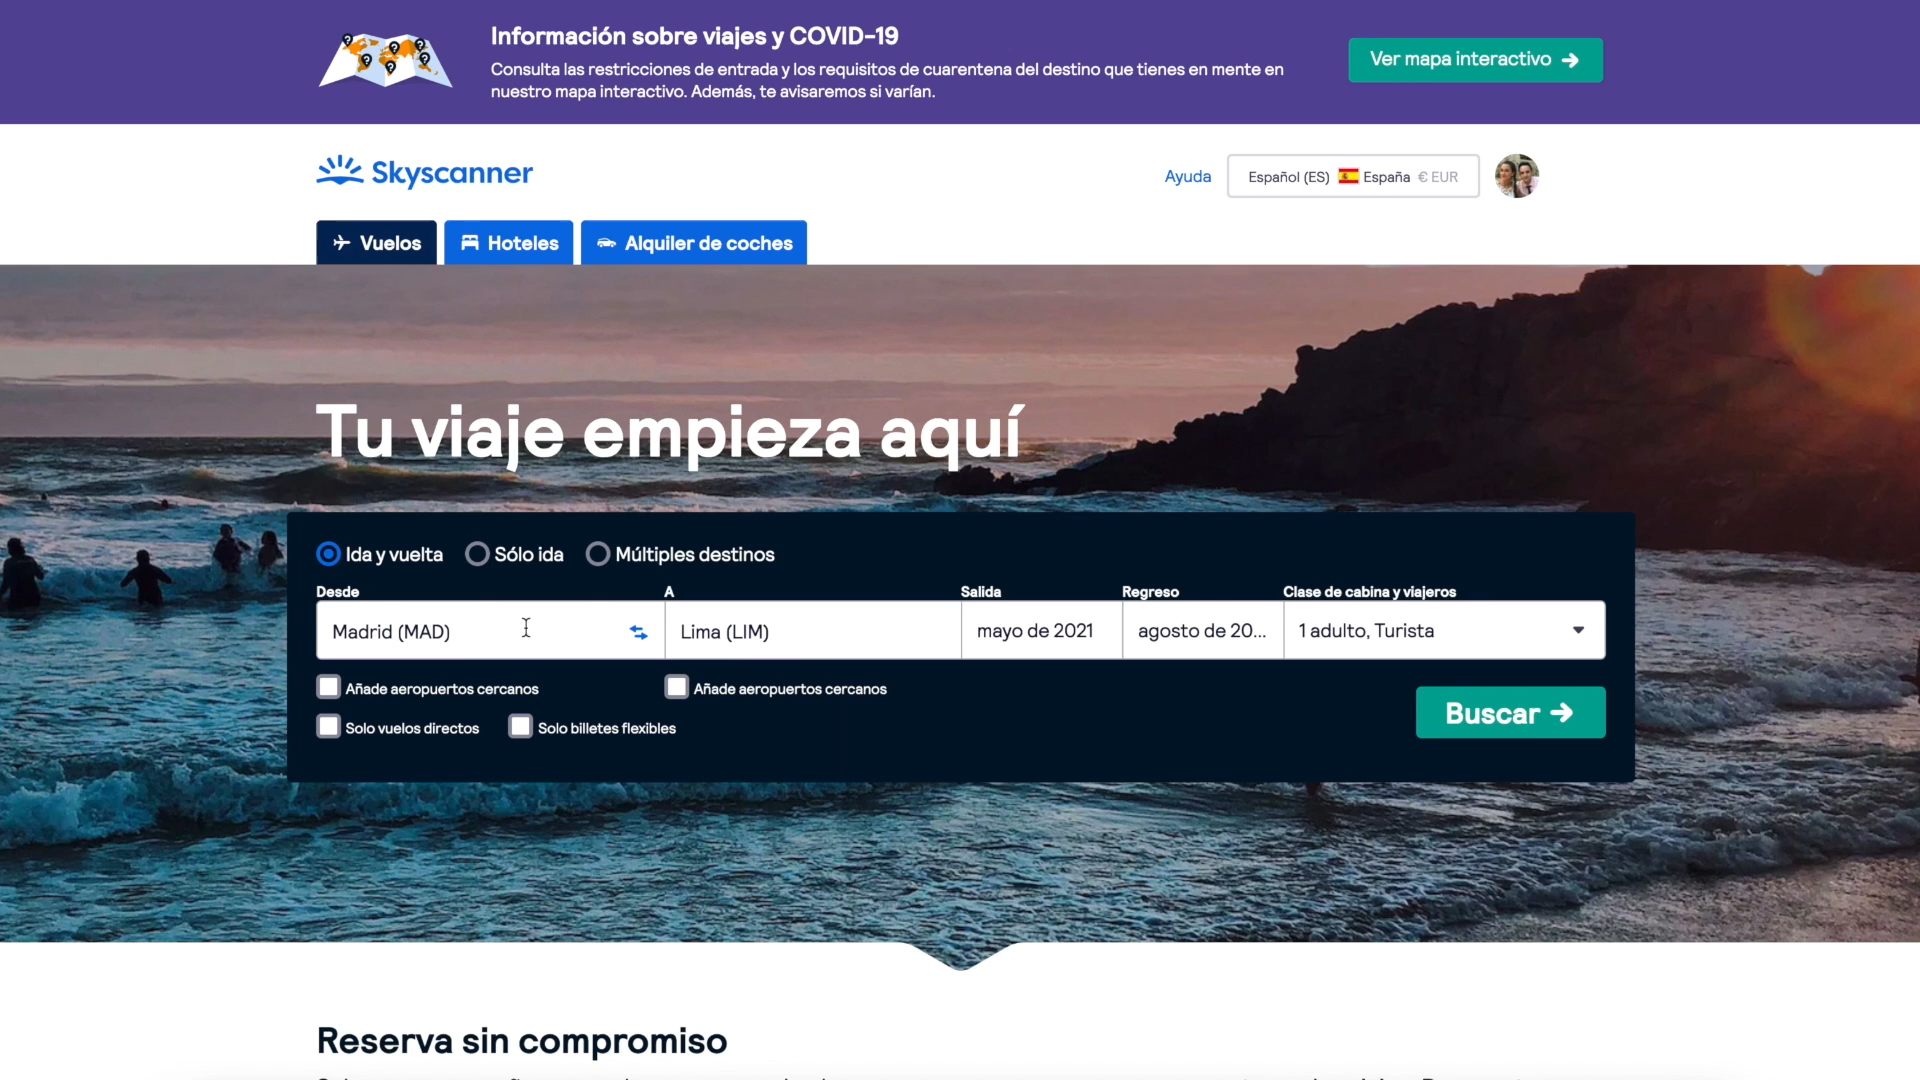 Información sobre viajes y COVID-19
Consulta las restricciones de entrada y los requisitos de cuarentena del destino que tienes en mente en
nuestro mapa interactivo. Además, te avisaremos si varían.
Ver mapa interactivo
Skyscanner
Ayuda
Español (ES) España € EUR
Vuelos Hoteles Alquiler de coches
Tu viaje empieza aquí
Ida y vuelta Sólo ida Múltiples destinos
Desde A Salida Regreso Clase de cabina y viajeros
Madrid (MAD) Lima (LIM) mayo de 2021 agosto de 20... 1 adulto, Turista
Añade aeropuertos cercanos Añade aeropuertos cercanos
Solo vuelos directos Solo billetes flexibles
Buscar
Reserva sin compromiso